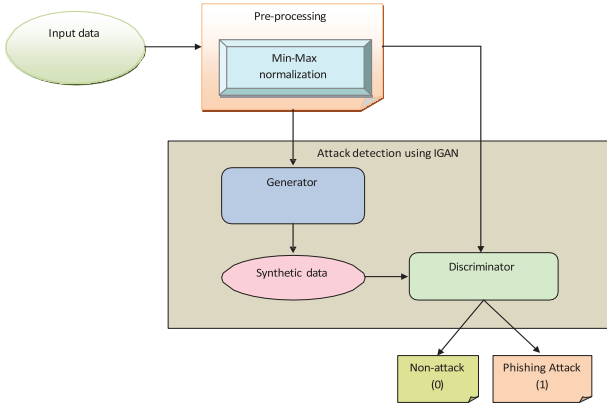 Input data
Pre-processing
Min-Max
normalization
Attack detection using IGAN
Generator
Synthetic data
Discriminator
Non-attack
(0)
Phishing Attack
(1)